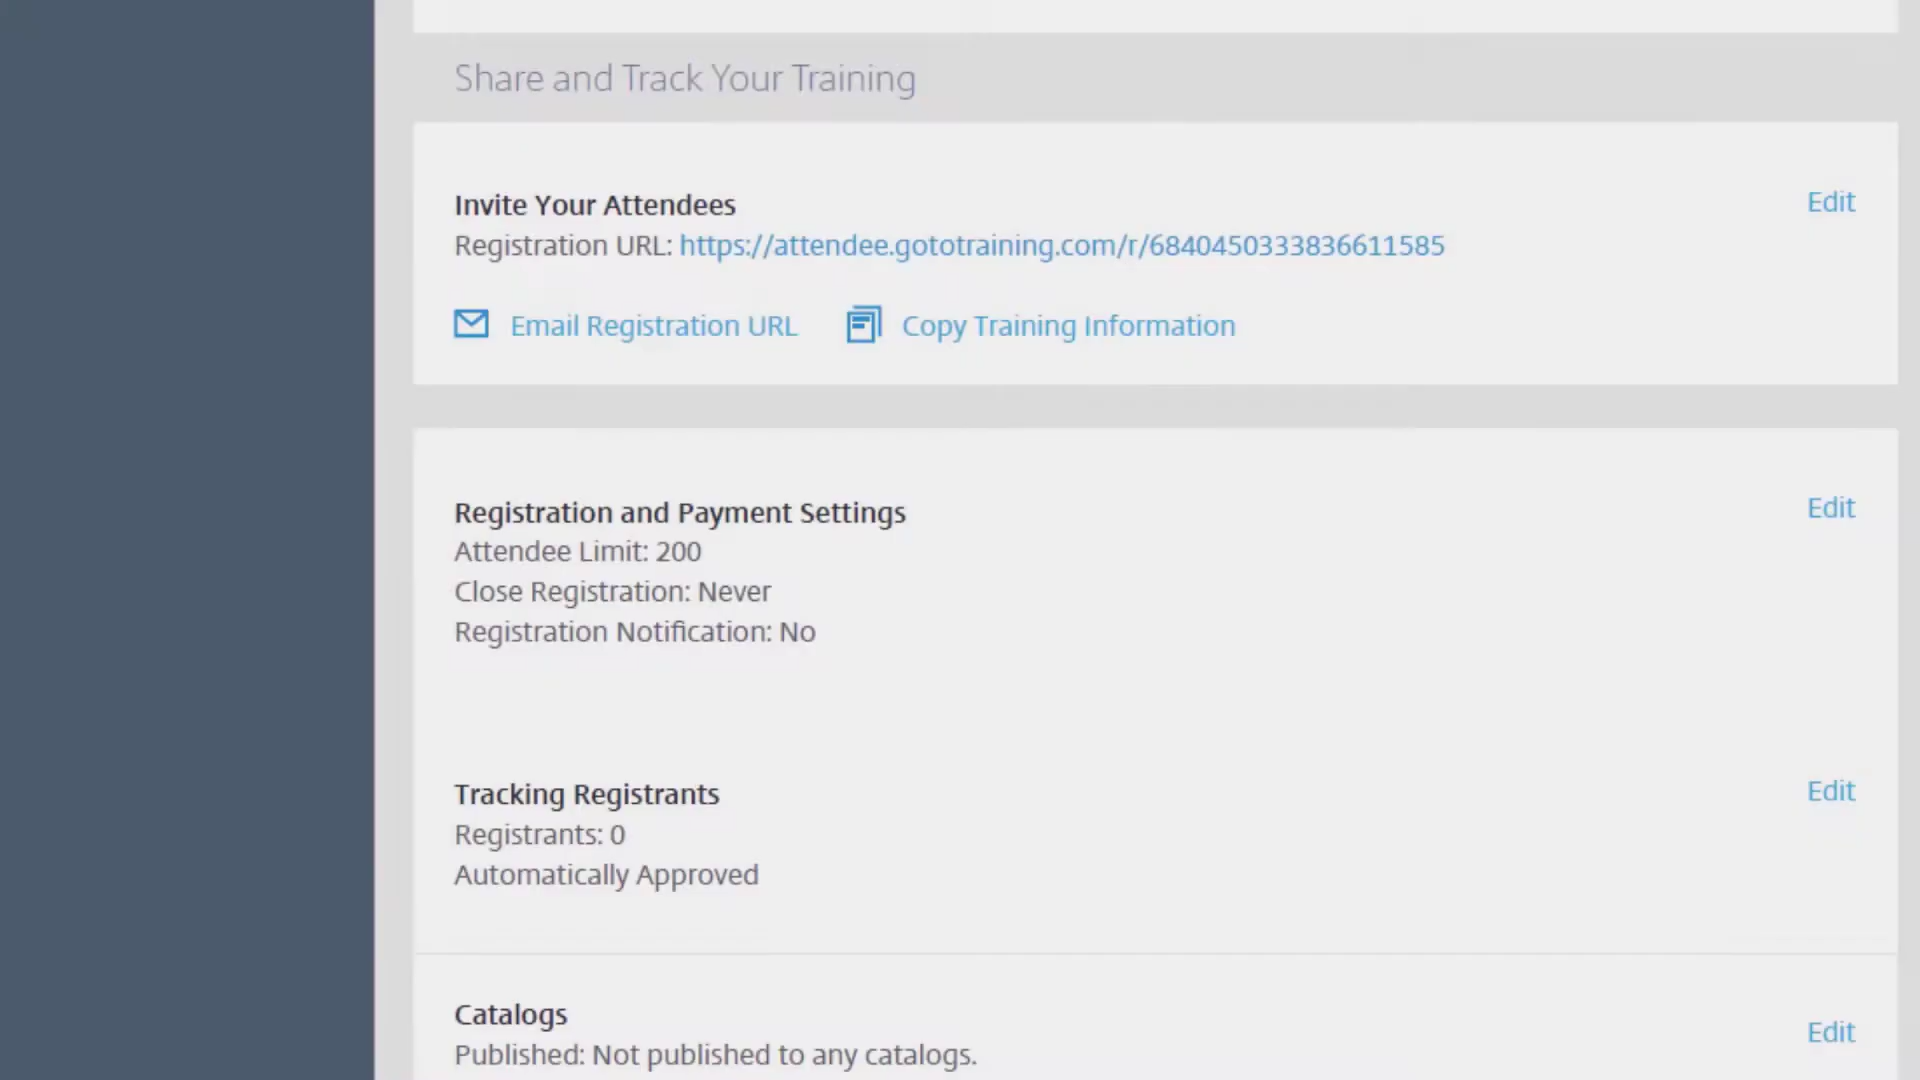 Share and Track Your Training
Invite Your Attendees
Edit
Registration URL: https://attendee.gototraining.com/r/6840450333836611585
Email Registration URL
Copy Training Information
Registration and Payment Settings
Edit
Attendee Limit: 200
Close Registration: Never
Registration Notification: No
Tracking Registrants
Edit
Registrants: 0
Automatically Approved
Catalogs
Edit
Published: Not published to any catalogs.